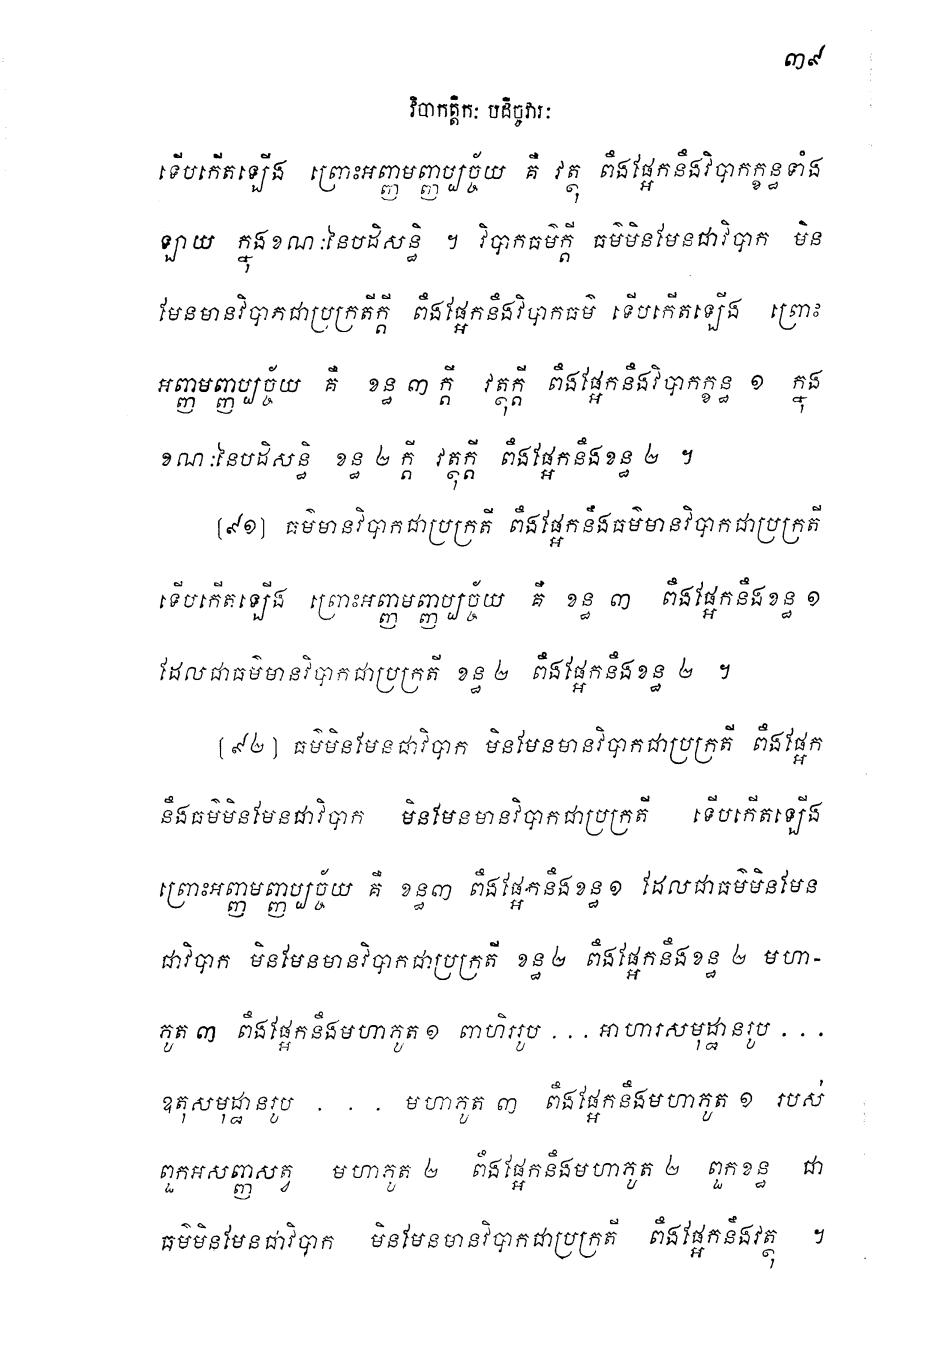 ៣៩
វិបាកត្តិក: បដិច្ចវារ:
ទើបកើតឡើង ព្រោះអញ្ញមញ្ញប្បច្ច័យ គឺ វត្ថុ ពឹងផ្អែកនឹងវិបាកក្ខន្ធទាំង
ឡាយ ក្នុងខណ:នៃបដិសន្ធិ ។ វិបាកធម៌ក្តី ធម៌មិនមែនជាវិបាក មិន
មែនមានវិបាកជាប្រក្រតីក្តី ពឹងផ្អែកនឹងវិបាកធម៌ ទើបកើតឡើង ព្រោះ
អញ្ញមញ្ញប្បច្ច័យ គឺ ខន្ធ ៣ ក្តី វត្ថុក្តី ពឹងផ្អែកនឹងវិបាកក្ខន្ធ ១ ក្នុង
ខណ:នៃបដិសន្ធិ ខន្ធ ២ ក្តី វត្ថុក្តី ពឹងផ្អែកនឹងខន្ធ ២ ។
(៩១) ធម៌មានវិបាកជាប្រក្រតី ពឹងផ្អែកនឹងធម៌មានវិបាកជាប្រក្រតី
ទើបកើតឡើង ព្រោះអញ្ញមញ្ញប្បច្ច័យ គឺ ខន្ធ ៣ ពឹងផ្អែកនឹងខន្ធ ១
ដែលជាធម៌មានវិបាកជាប្រក្រតី ខន្ធ ២ ពឹងផ្អែកនឹងខន្ធ ២ ។
(៩២) ធម៌មិនមែនជាវិបាក មិនមែនមានវិបាកជាប្រក្រតី ពឹងផ្អែក
នឹងធម៌មិនមែនជាវិបាក មិនមែនមានវិបាកជាប្រក្រតី ទើបកើតឡើង
ព្រោះអញ្ញមញ្ញប្បច្ច័យ គឺ ខន្ធ៣ ពឹងផ្អែកនឹងខន្ធ១ ដែលជាធម៌មិនមែន
ជាវិបាក មិនមែនមានវិបាកជាប្រក្រតី ខន្ធ២ ពឹងផ្អែកនឹងខន្ធ ២ មហា-
ភូត ៣ ពឹងផ្អែកនឹងមហាភូត ១ ពាហិររូប ... អាហារសមុដ្ឋានរូប ...
ឧតុសមុដ្ឋានរូប ... មហាភូត ៣ ពឹងផ្អែកនឹងមហាភូត ១ របស់
ពួកអសញ្ញសត្វ មហាភូត ២ ពឹងផ្អែកនឹងមហាភូត ២ ពួកខន្ធ ជា
ធម៌មិនមែនជាវិបាក មិនមែនមានវិបាកជាប្រក្រតី ពឹងផ្អែកនឹងវត្ថុ ។